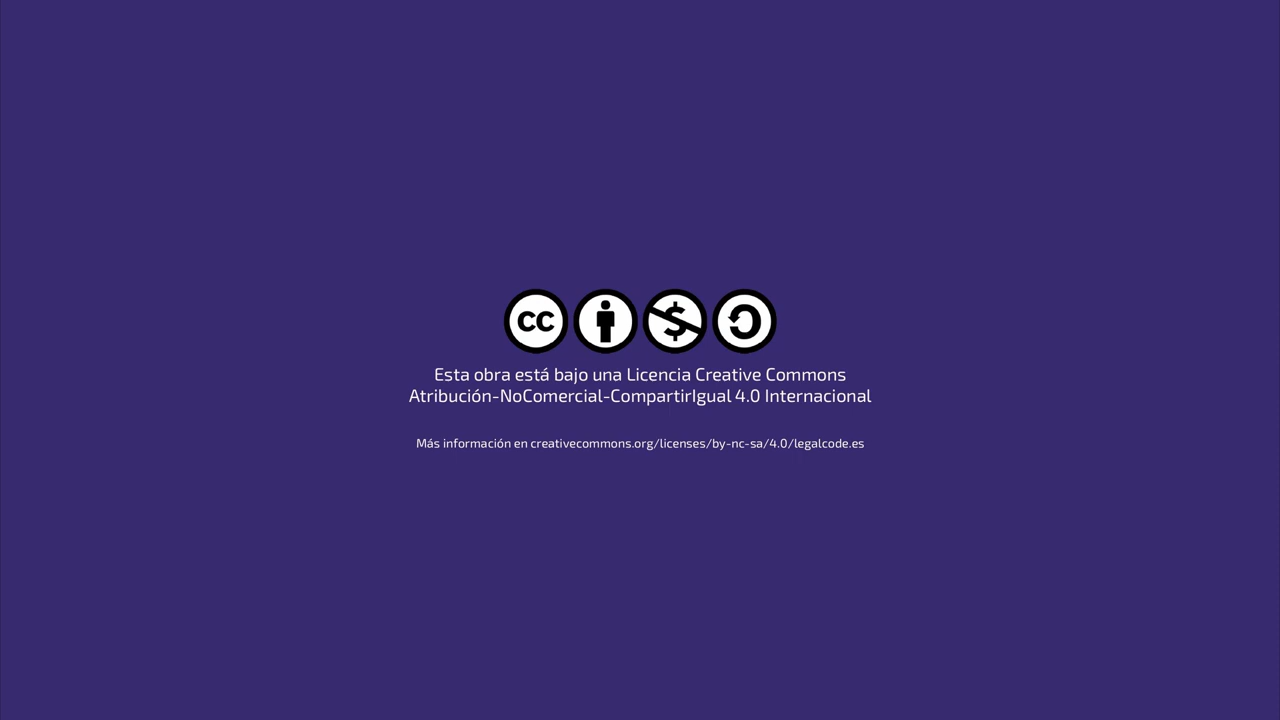 cc
Esta obra está bajo una Licencia Creative Commons
Atribución-NoComercial-CompartirIgual 4.0 Internacional
Más información en creativecommons.org/licenses/by-nc-sa/4.0/legalcode.es